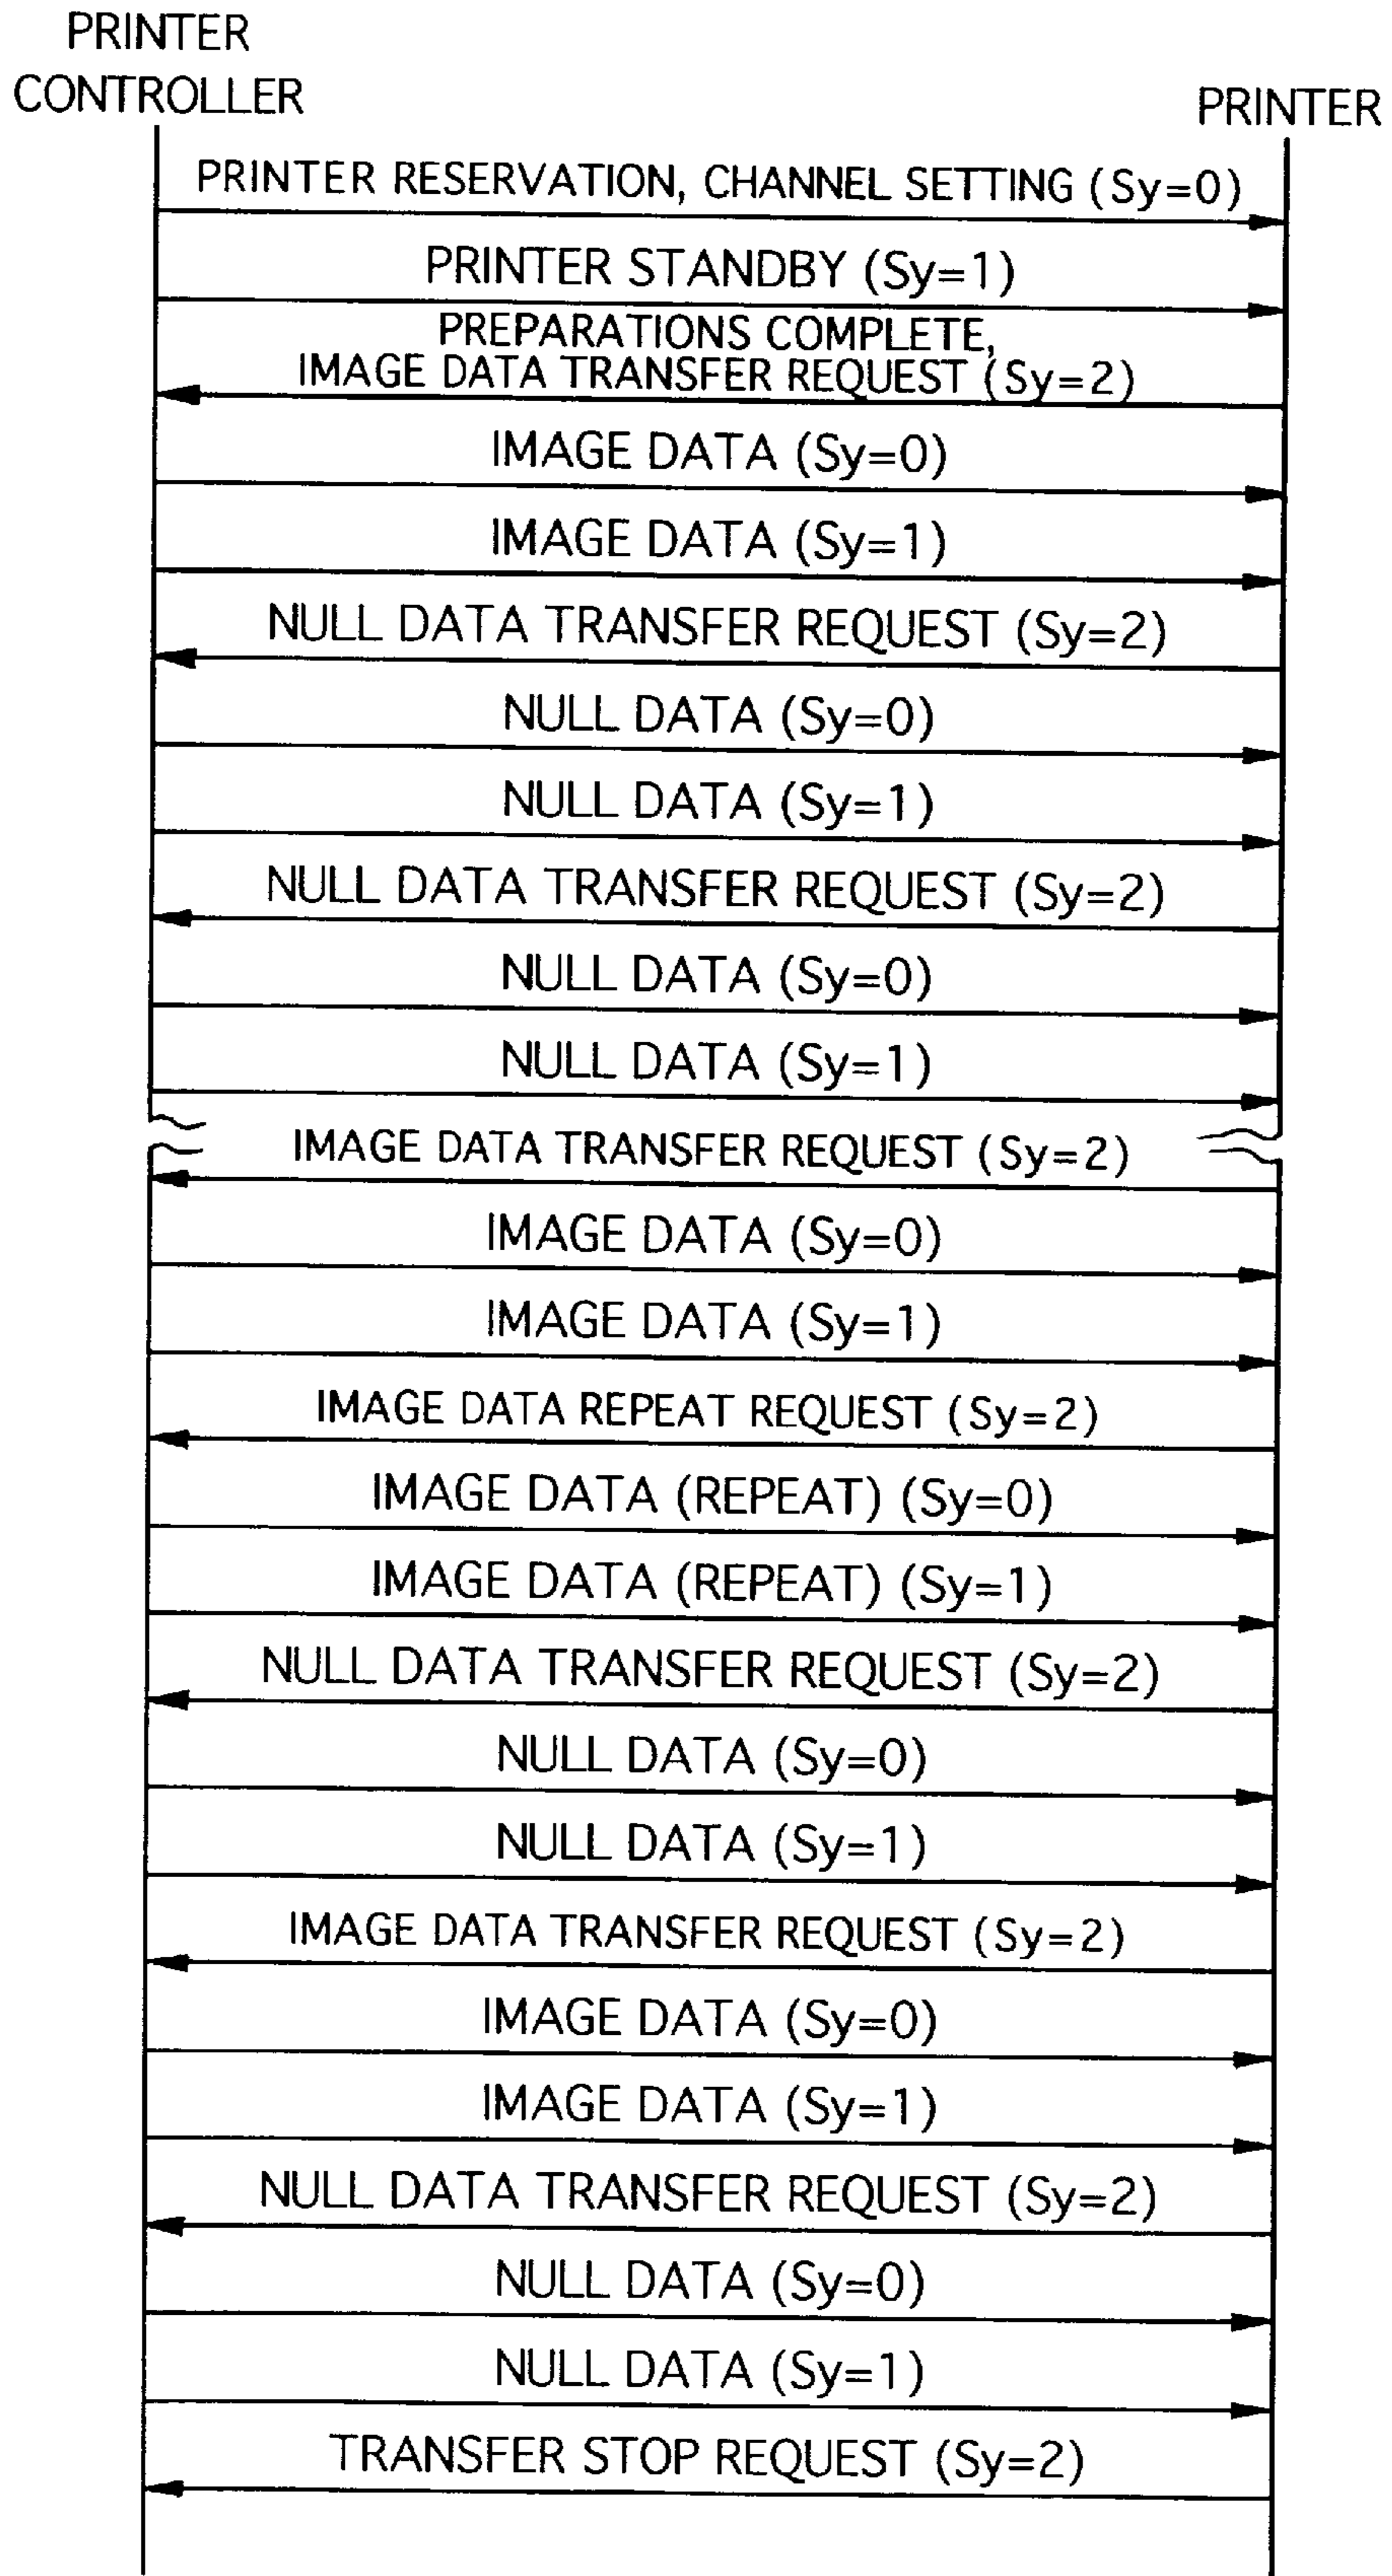 PRINTER
CONTROLLER
PRINTER
PRINTER RESERVATION, CHANNEL SETTING (Sy=0)
PRINTER STANDBY (Sy=1)
PREPARATIONS COMPLETE,
IMAGE DATA TRANSFER REQUEST (Sy=2)
IMAGE DATA (Sy=0)
IMAGE DATA (Sy=1)
NULL DATA TRANSFER REQUEST (Sy=2)
NULL DATA (Sy=0)
NULL DATA (Sy=1)
NULL DATA TRANSFER REQUEST (Sy=2)
NULL DATA (Sy=0)
NULL DATA (Sy=1)
IMAGE DATA TRANSFER REQUEST (Sy=2)
IMAGE DATA (Sy=0)
IMAGE DATA (Sy=1)
IMAGE DATA REPEAT REQUEST (Sy=2)
IMAGE DATA (REPEAT) (Sy=0)
IMAGE DATA (REPEAT) (Sy=1)
NULL DATA TRANSFER REQUEST (Sy=2)
NULL DATA (Sy=0)
NULL DATA (Sy=1)
IMAGE DATA TRANSFER REQUEST (Sy=2)
IMAGE DATA (Sy=0)
IMAGE DATA (Sy=1)
NULL DATA TRANSFER REQUEST (Sy=2)
NULL DATA (Sy=0)
NULL DATA (Sy=1)
TRANSFER STOP REQUEST (Sy=2)